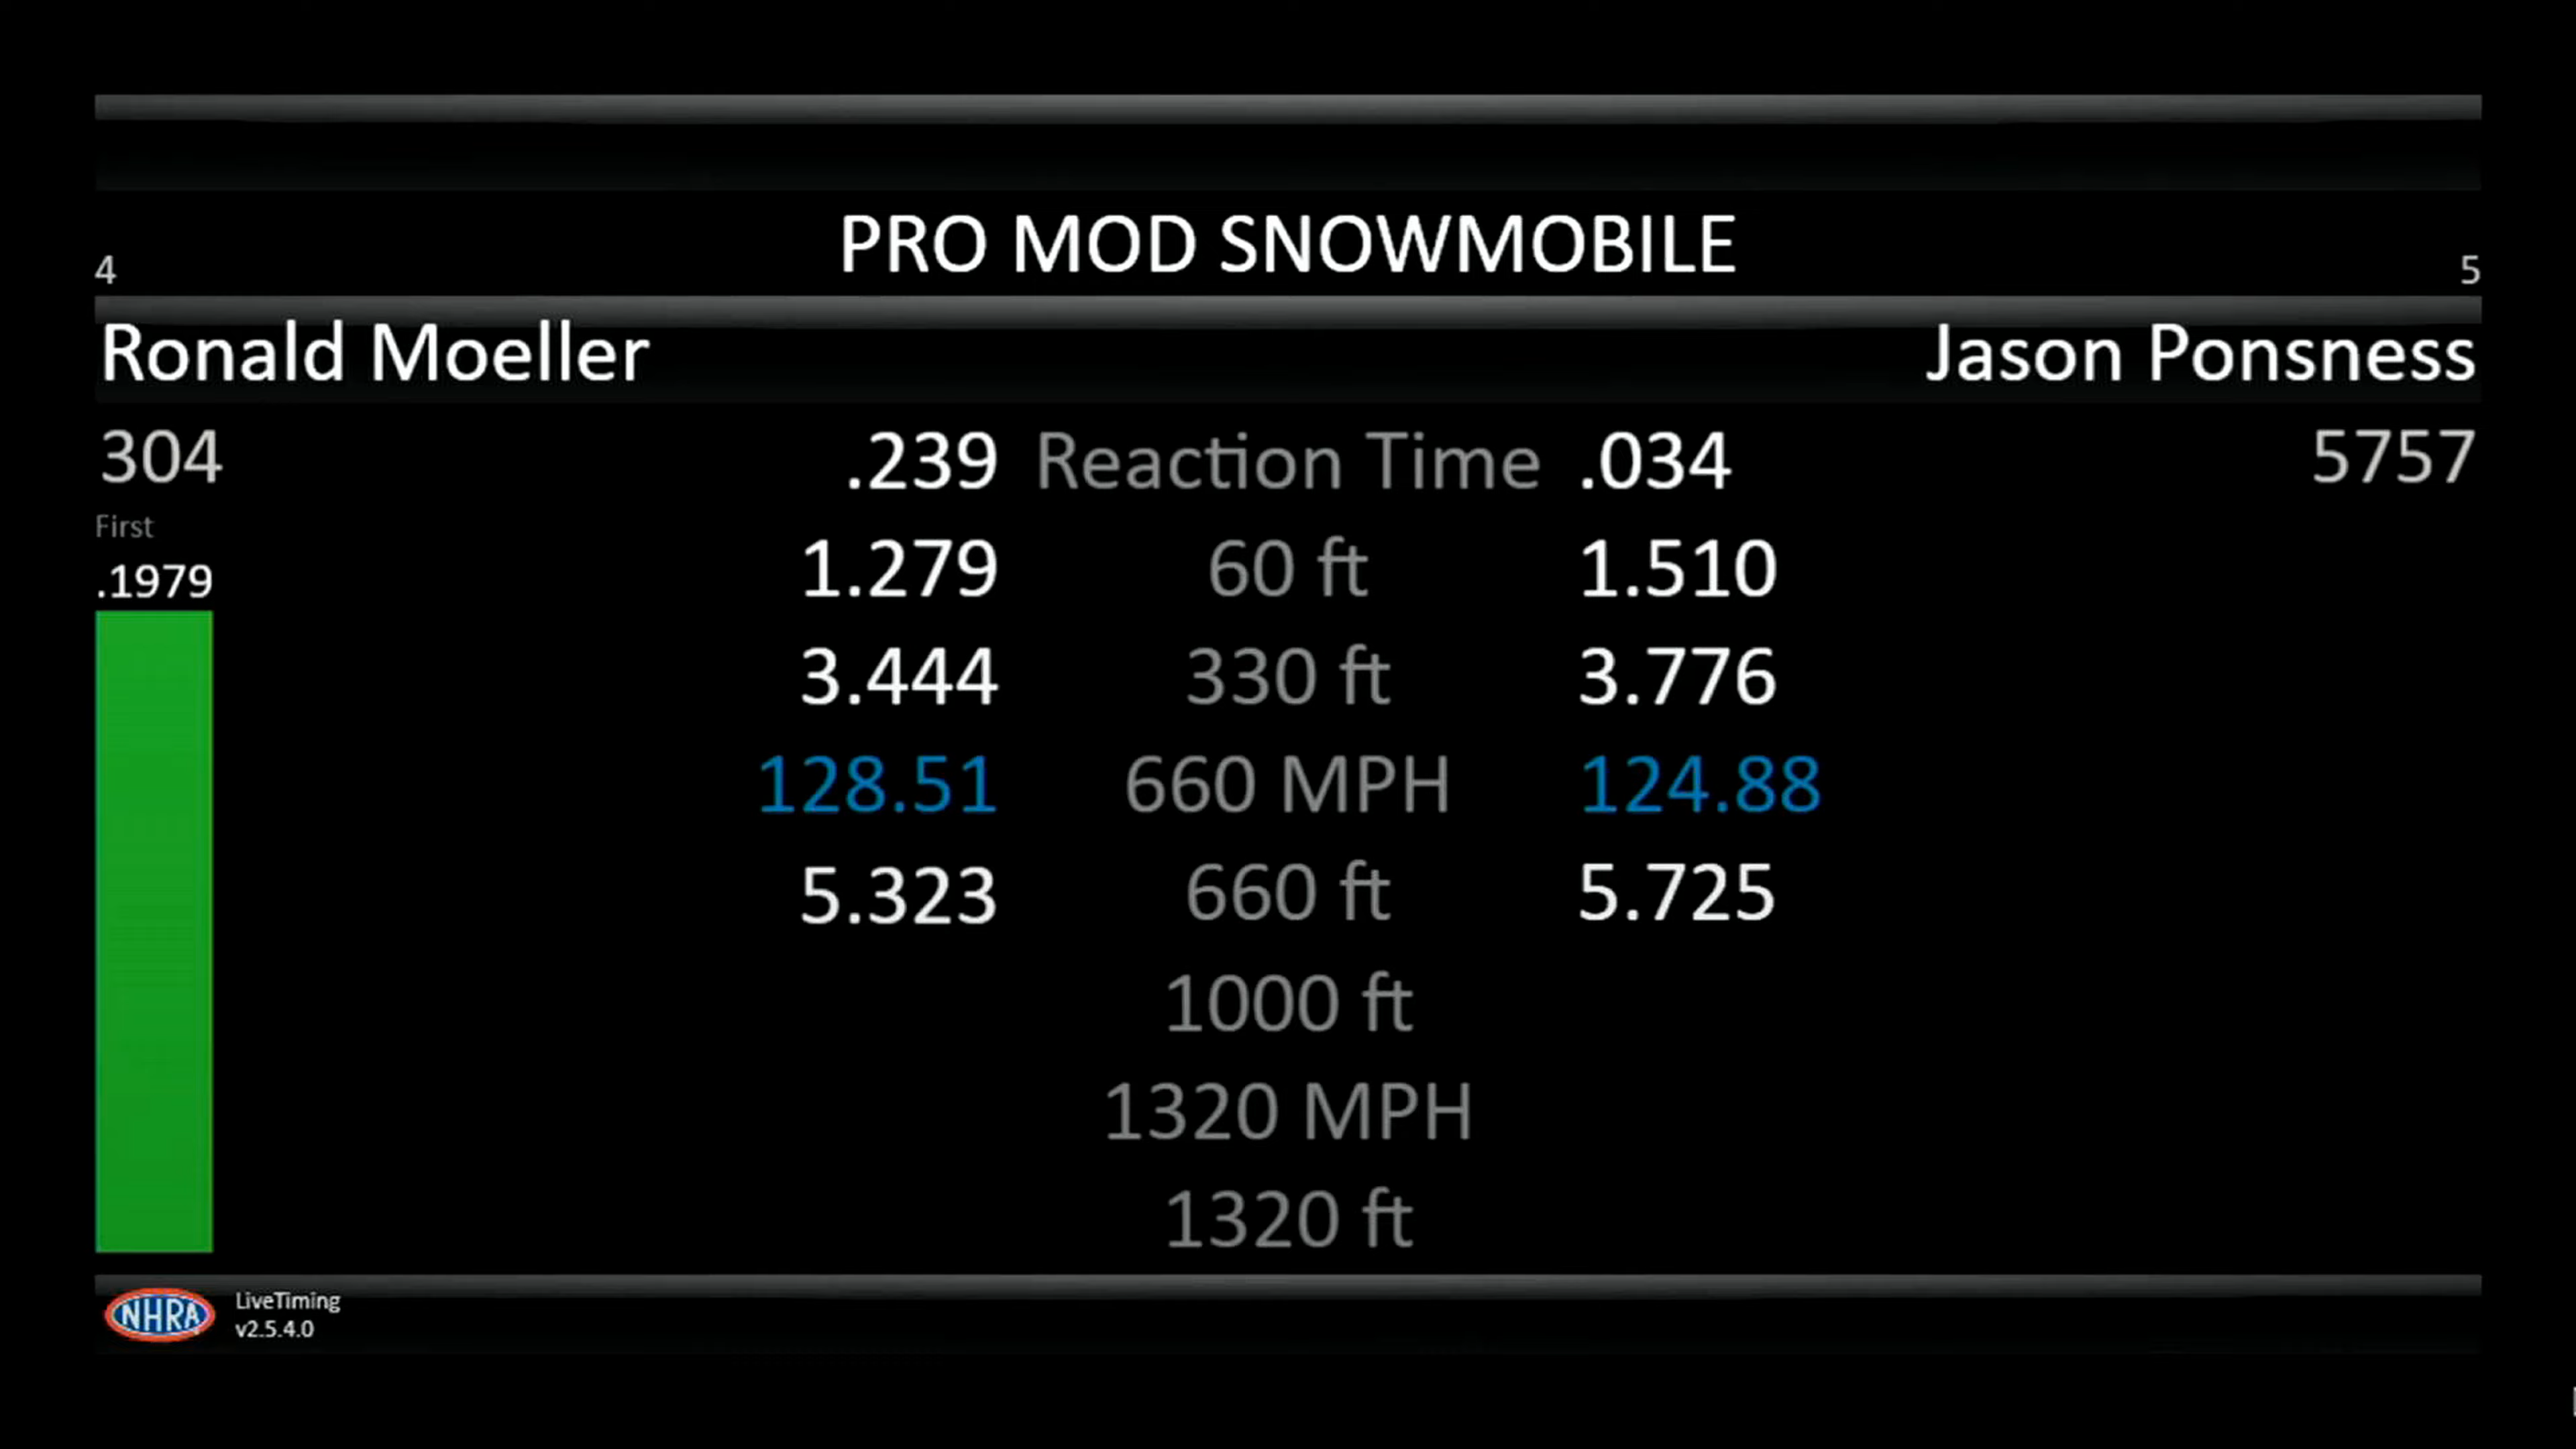 PRO MOD SNOWMOBILE
4 5
Ronald Moeller Jason Ponsness
304 .239 Reaction Time .034 5757
First
.1979 1.279 60 ft 1.510
3.444 330 ft 3.776
128.51 660 MPH 124.88
5.323 660 ft 5.725
1000 ft
1320 MPH
1320 ft
NHRA LiveTiming
v2.5.4.0